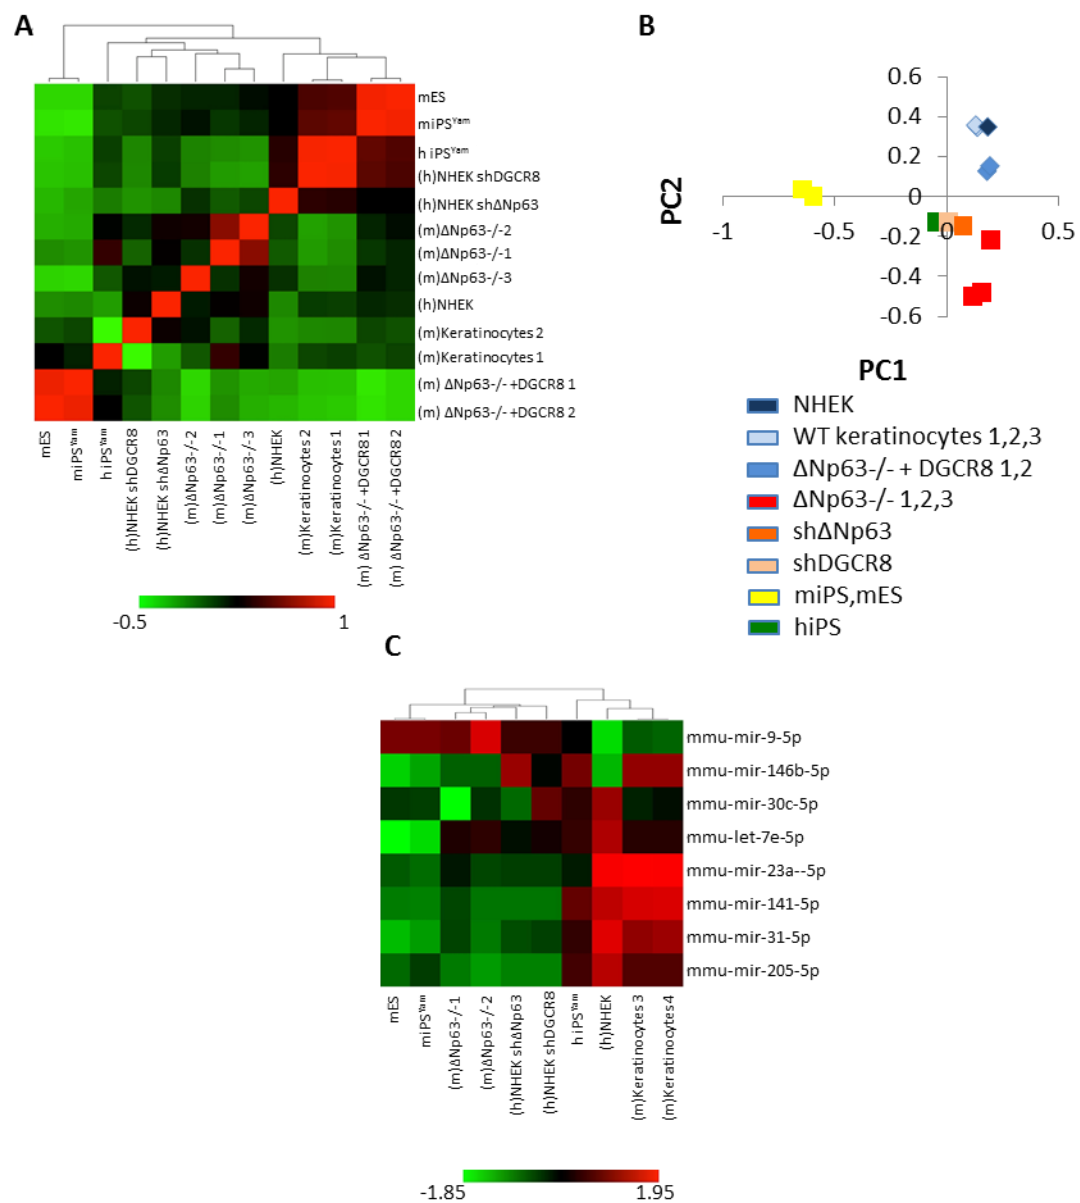 A
mES
miPSYam
h iPSYam
(h)NHEK shDGCR8
(h)NHEK shΔNp63
(m)ΔNp63-/-2
(m)ΔNp63-/-1
(m)ΔNp63-/-3
(h)NHEK
(m)Keratinocytes 2
(m)Keratinocytes 1
(m) ΔNp63-/- +DGCR8 1
(m) ΔNp63-/- +DGCR8 2
mES
miPSYam
h iPSYam
(h)NHEK shDGCR8
(h)NHEK shΔNp63
(m)ΔNp63-/-2
(m)ΔNp63-/-1
(m)ΔNp63-/-3
(h)NHEK
(m)Keratinocytes 2
(m)Keratinocytes 1
(m) ΔNp63-/- +DGCR8 1
(m) ΔNp63-/- +DGCR8 2
-0.5
1
B
0.6
0.4
0.2
0
-0.2
-0.4
-0.6
-1
-0.5
0
0.5
PC2
PC1
NHEK
WT keratinocytes 1,2,3
ΔNp63-/- + DGCR8 1,2
ΔNp63-/- 1,2,3
shΔNp63
shDGCR8
miPS,mES
hiPS
C
mmu-mir-9-5p
mmu-mir-146b-5p
mmu-mir-30c-5p
mmu-let-7e-5p
mmu-mir-23a--5p
mmu-mir-141-5p
mmu-mir-31-5p
mmu-mir-205-5p
mES
miPSYam
(m)ΔNp63-/-1
(m)ΔNp63-/-2
(h)NHEK shΔNp63
(h)NHEK shDGCR8
h iPSYam
(h)NHEK
(m)Keratinocytes 3
(m)Keratinocytes 4
-1.85
1.95